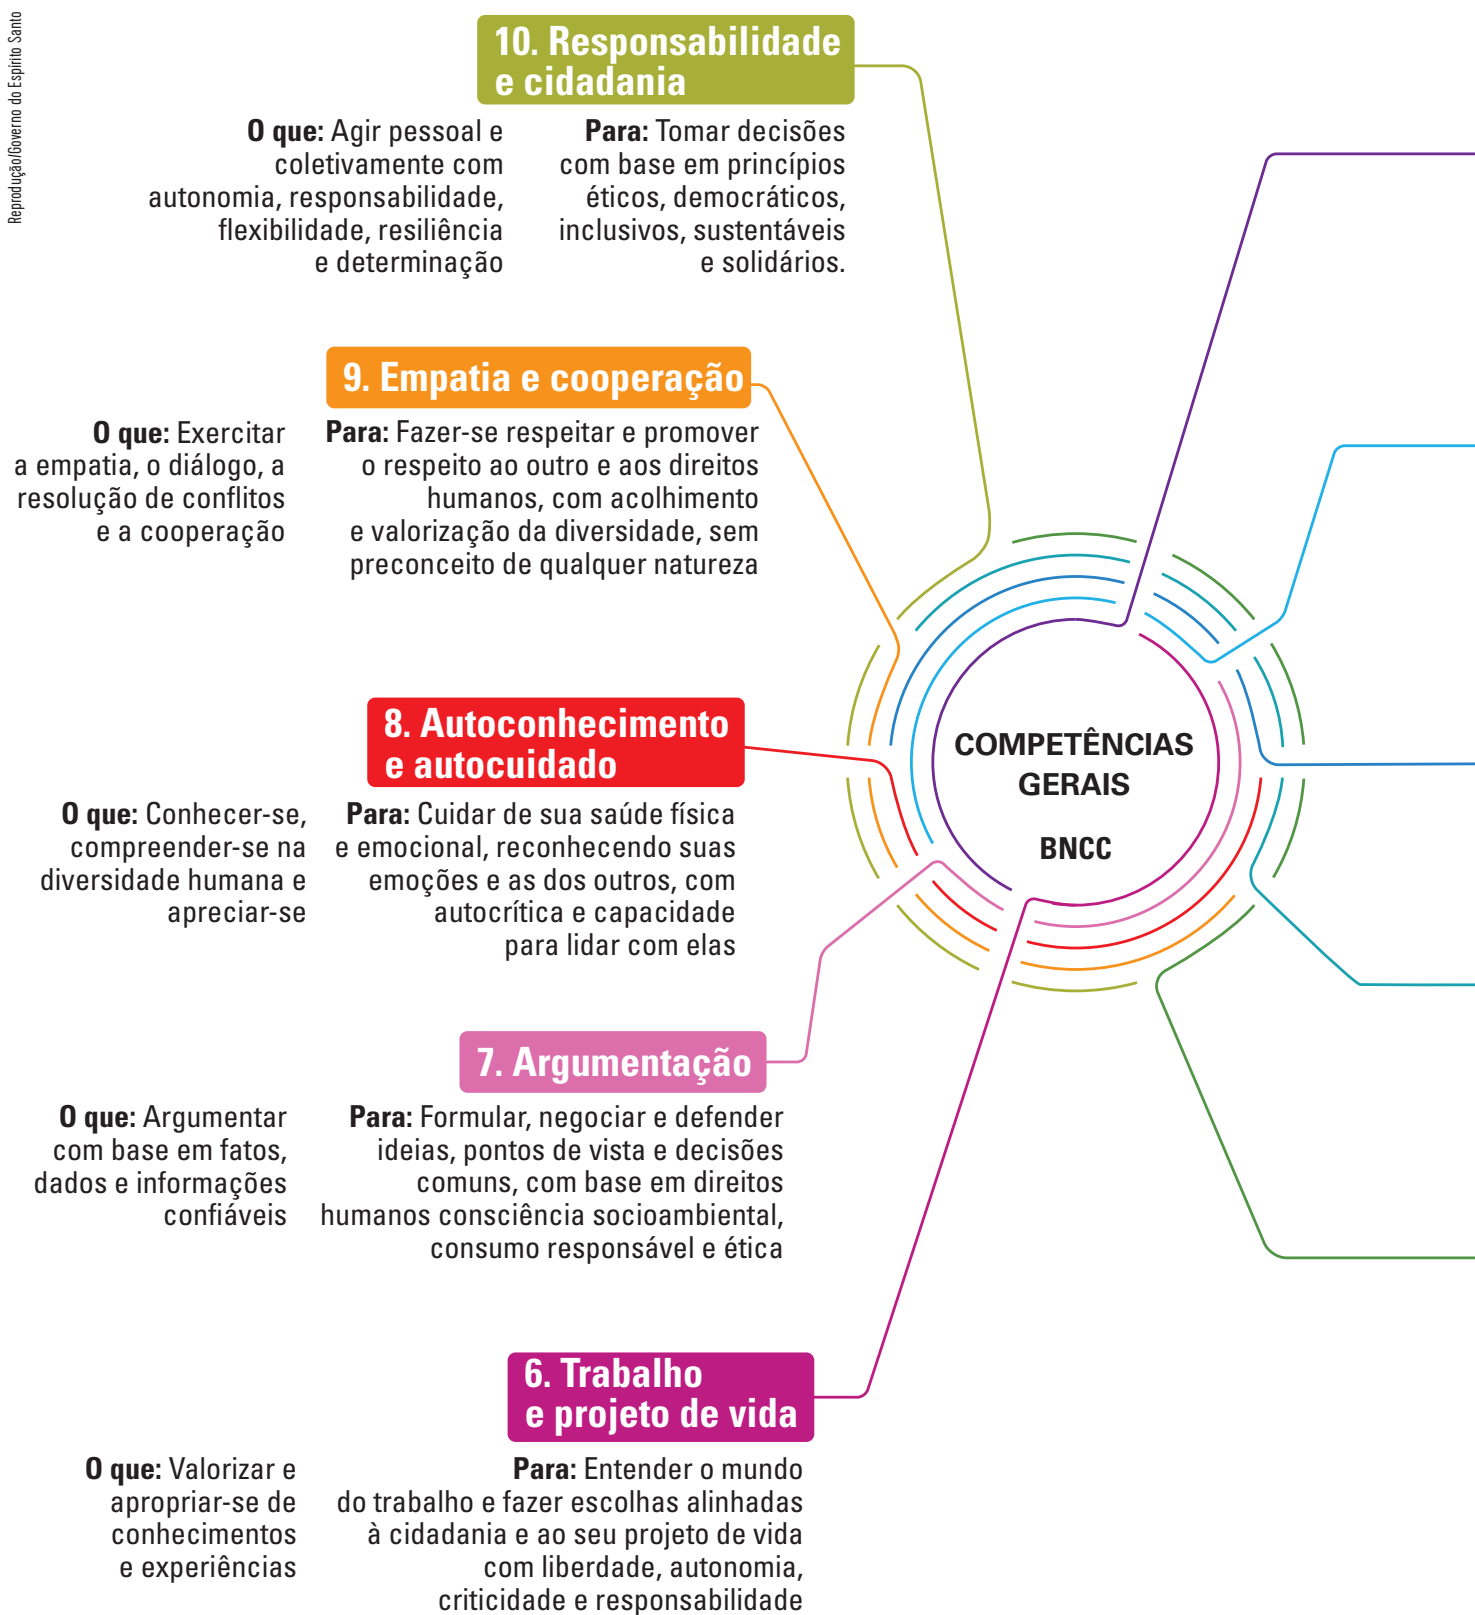 Reprodução/Governo do Espírito Santo
10. Responsabilidade
e cidadania
O que: Agir pessoal e
coletivamente com
autonomia, responsabilidade,
flexibilidade, resiliência
e determinação
Para: Tomar decisões
com base em princípios
éticos, democráticos,
inclusivos, sustentáveis
e solidários.
9. Empatia e cooperação
O que: Exercitar
a empatia, o diálogo, a
resolução de conflitos
e a cooperação
Para: Fazer-se respeitar e promover
o respeito ao outro e aos direitos
humanos, com acolhimento
e valorização da diversidade, sem
preconceito de qualquer natureza
8. Autoconhecimento
e autocuidado
O que: Conhecer-se,
compreender-se na
diversidade humana e
apreciar-se
Para: Cuidar de sua saúde física
e emocional, reconhecendo suas
emoções e as dos outros, com
autocrítica e capacidade
para lidar com elas
7. Argumentação
O que: Argumentar
com base em fatos,
dados e informações
confiáveis
Para: Formular, negociar e defender
ideias, pontos de vista e decisões
comuns, com base em direitos
humanos consciência socioambiental,
consumo responsável e ética
6. Trabalho
e projeto de vida
O que: Valorizar e
apropriar-se de
conhecimentos
e experiências
Para: Entender o mundo
do trabalho e fazer escolhas alinhadas
à cidadania e ao seu projeto de vida
com liberdade, autonomia,
criticidade e responsabilidade
COMPETÊNCIAS
GERAIS
BNCC